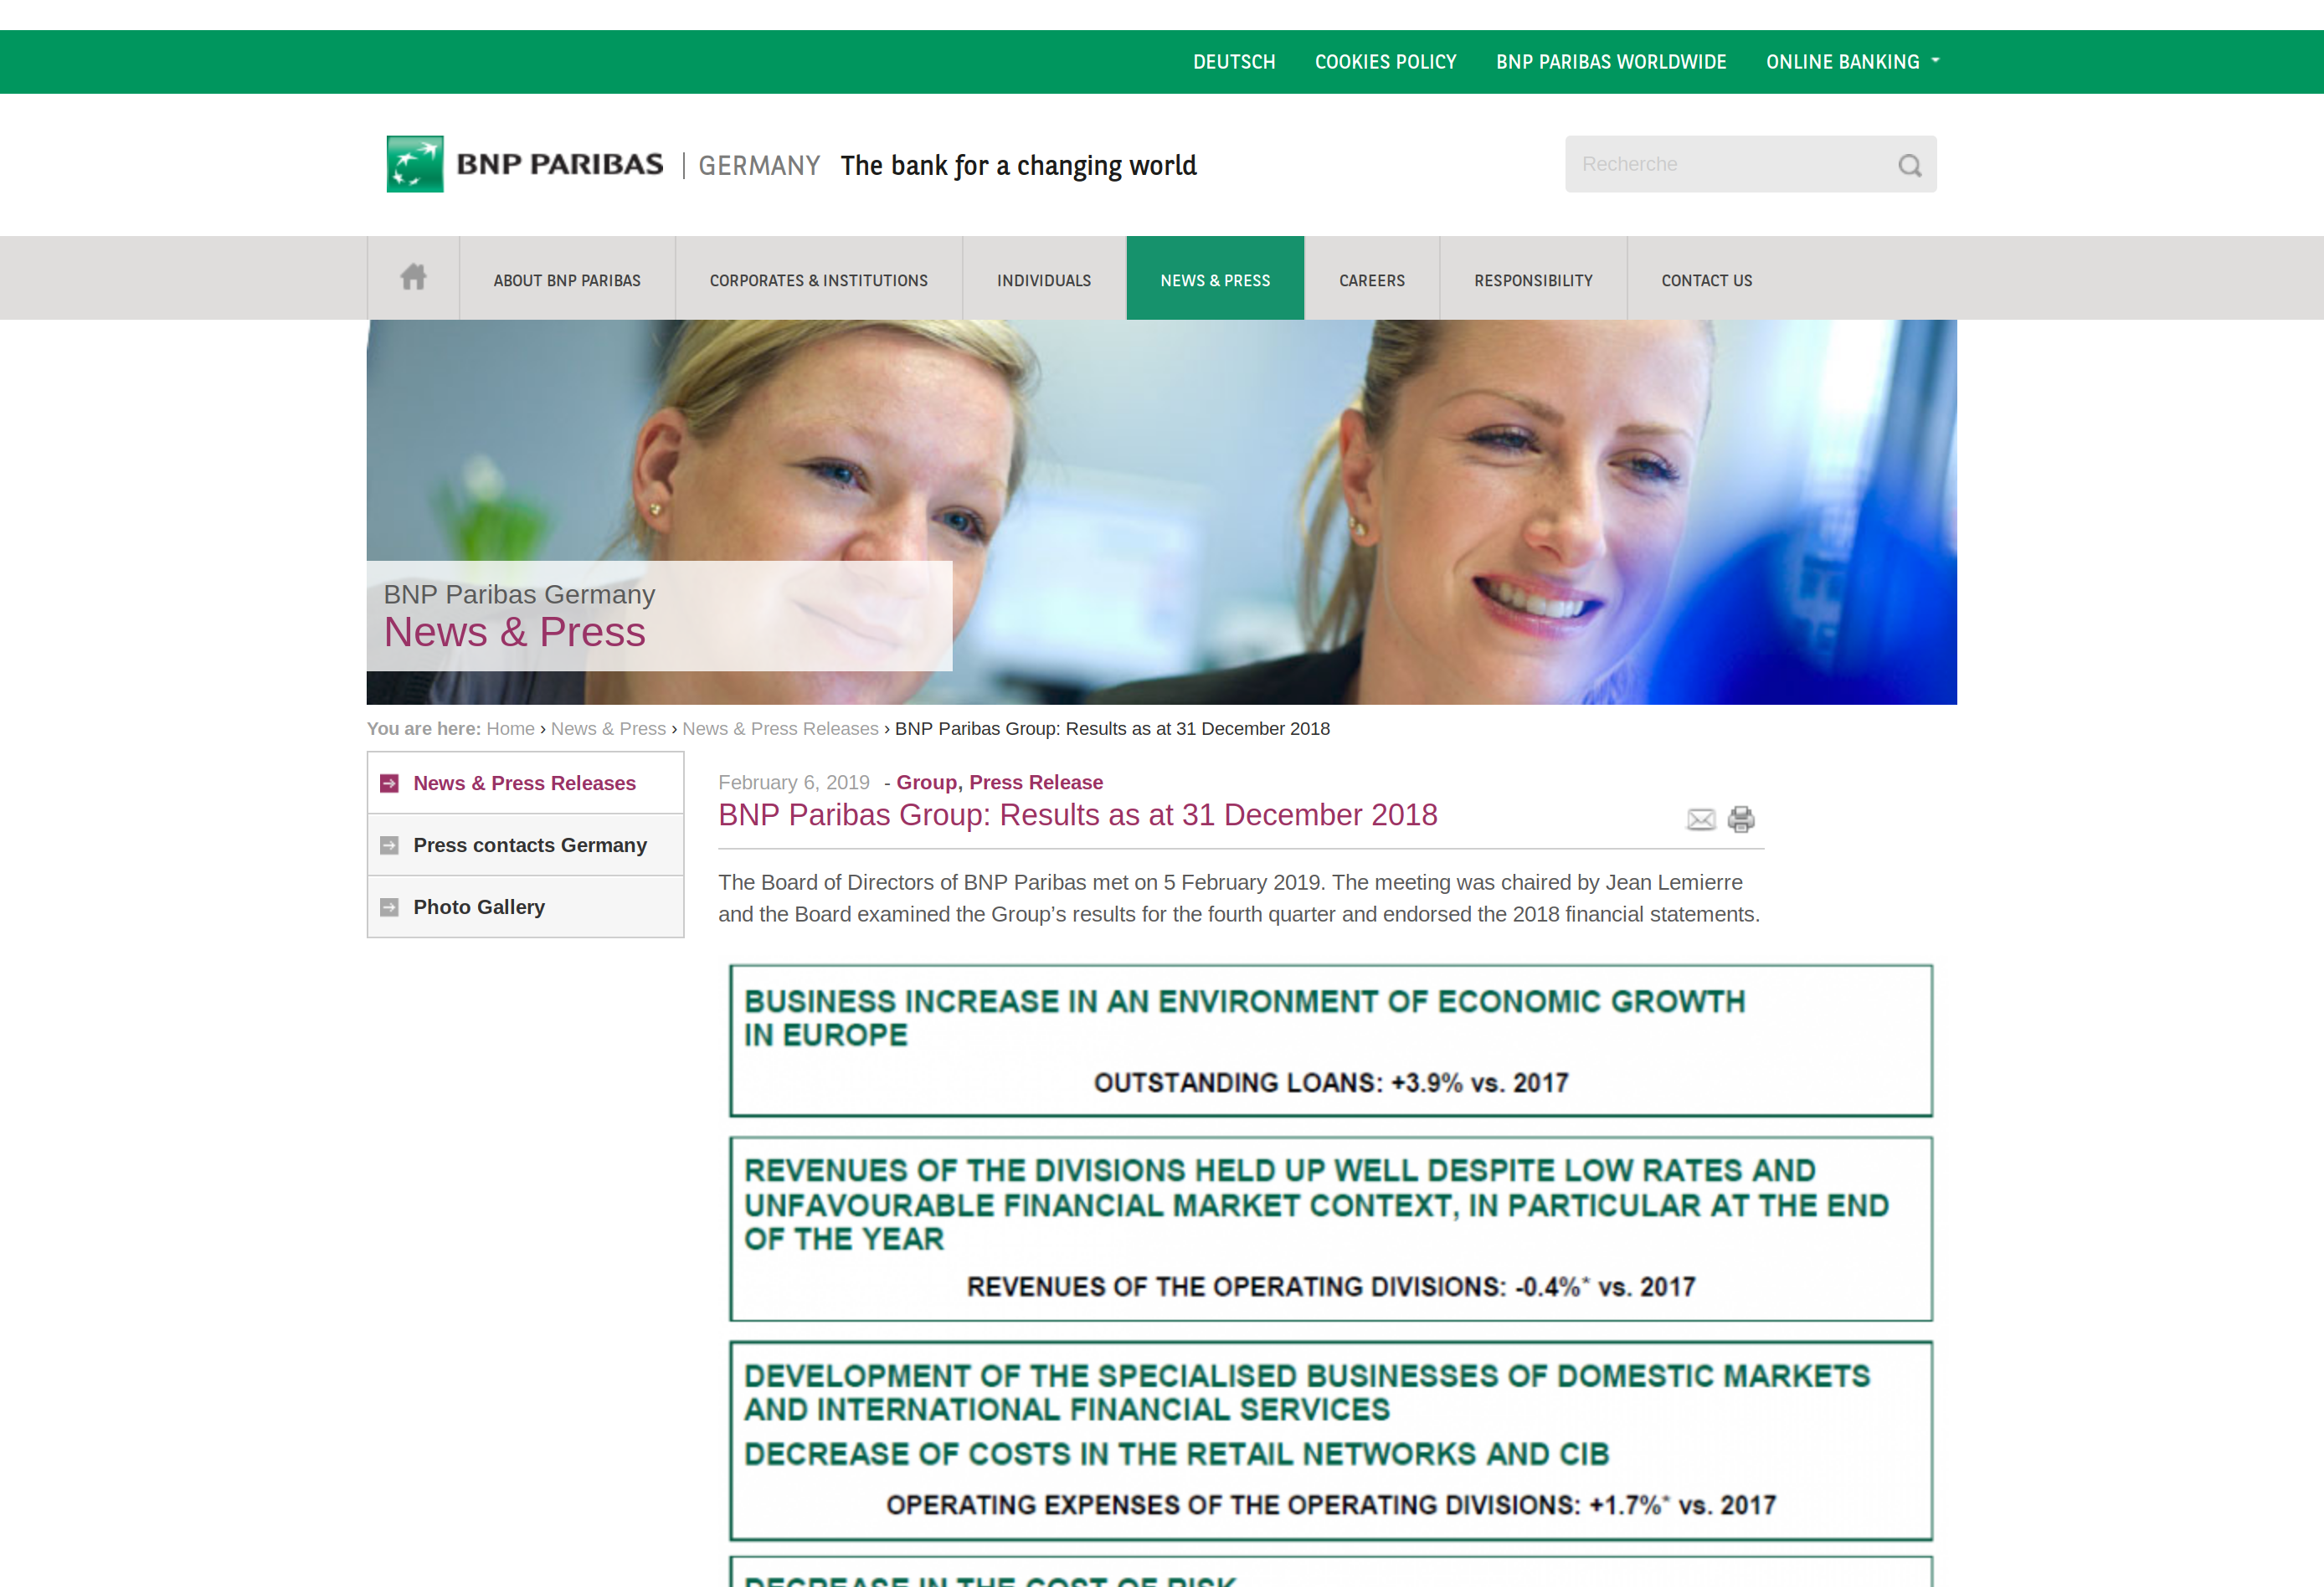 DEUTSCH COOKIES POLICY BNP PARIBAS WORLDWIDE ONLINE BANKING
BNP PARIBAS GERMANY The bank for a changing world
Recherche
ABOUT BNP PARIBAS CORPORATES & INSTITUTIONS INDIVIDUALS NEWS & PRESS CAREERS RESPONSIBILITY CONTACT US
BNP Paribas Germany
News & Press
You are here: Home › News & Press › News & Press Releases › BNP Paribas Group: Results as at 31 December 2018
News & Press Releases
Press contacts Germany
Photo Gallery
February 6, 2019 - Group, Press Release
BNP Paribas Group: Results as at 31 December 2018
The Board of Directors of BNP Paribas met on 5 February 2019. The meeting was chaired by Jean Lemierre
and the Board examined the Group’s results for the fourth quarter and endorsed the 2018 financial statements.
BUSINESS INCREASE IN AN ENVIRONMENT OF ECONOMIC GROWTH
IN EUROPE
OUTSTANDING LOANS: +3.9% vs. 2017
REVENUES OF THE DIVISIONS HELD UP WELL DESPITE LOW RATES AND
UNFAVOURABLE FINANCIAL MARKET CONTEXT, IN PARTICULAR AT THE END
OF THE YEAR
REVENUES OF THE OPERATING DIVISIONS: -0.4%* vs. 2017
DEVELOPMENT OF THE SPECIALISED BUSINESSES OF DOMESTIC MARKETS
AND INTERNATIONAL FINANCIAL SERVICES
DECREASE OF COSTS IN THE RETAIL NETWORKS AND CIB
OPERATING EXPENSES OF THE OPERATING DIVISIONS: +1.7%* vs. 2017
DECREASE IN THE COST OF RISK